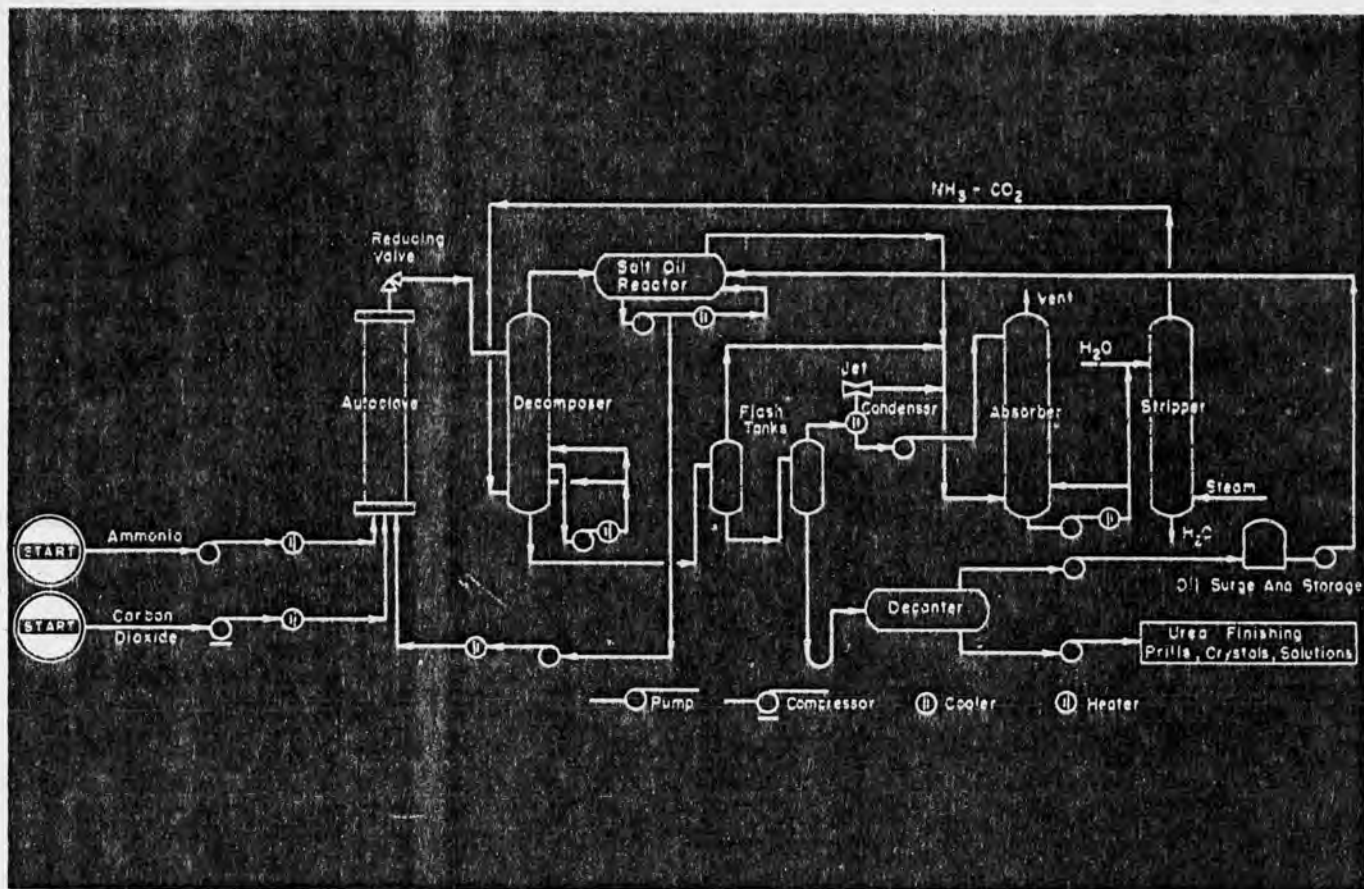 NH₃ - CO₂
Reducing
Valve
Salt Oil
Reactor
Vent
H₂O
Jet
Autoclave
Decomposer
Flash
Tanks
Condensor
Absorber
Stripper
Steam
START
Ammonia
H₂O
Oil Surge And Storage
START
Carbon
Dioxide
Decanter
Urea Finishing
Prills, Crystals, Solutions
Pump
Compressor
Cooler
Heater